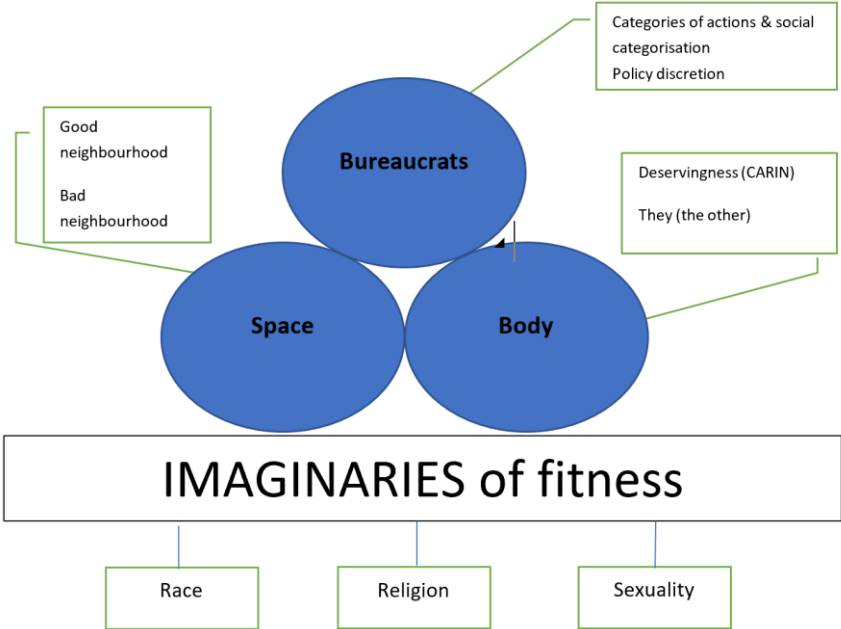 Categories of actions & social
categorisation
Policy discretion
Good
neighbourhood
Bad
neighbourhood
Bureaucrats
Deservingness (CARIN)
They (the other)
Space
Body
IMAGINARIES of fitness
Race
Religion
Sexuality